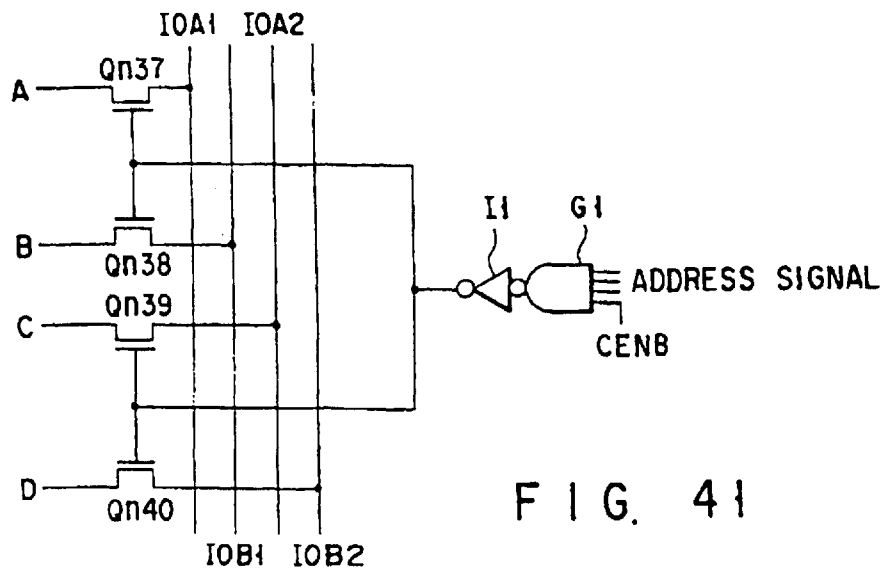 IOA1 IOA2
Qn37
A
I1 G1
B
Qn38
ADDRESS SIGNAL
Qn39
C
CENB
D
Qn40
FIG. 41
IOB1 IOB2